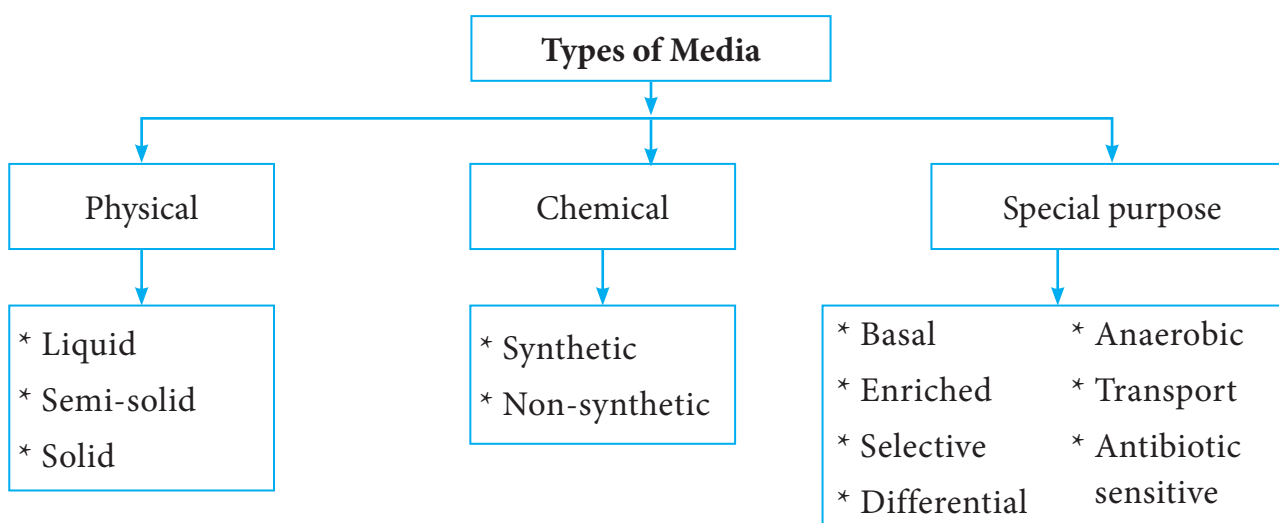 Types of Media
Physical
Chemical
Special purpose
* Liquid
* Semi-solid
* Solid
* Synthetic
* Non-synthetic
* Basal
* Enriched
* Selective
* Differential
* Anaerobic
* Transport
* Antibiotic
sensitive